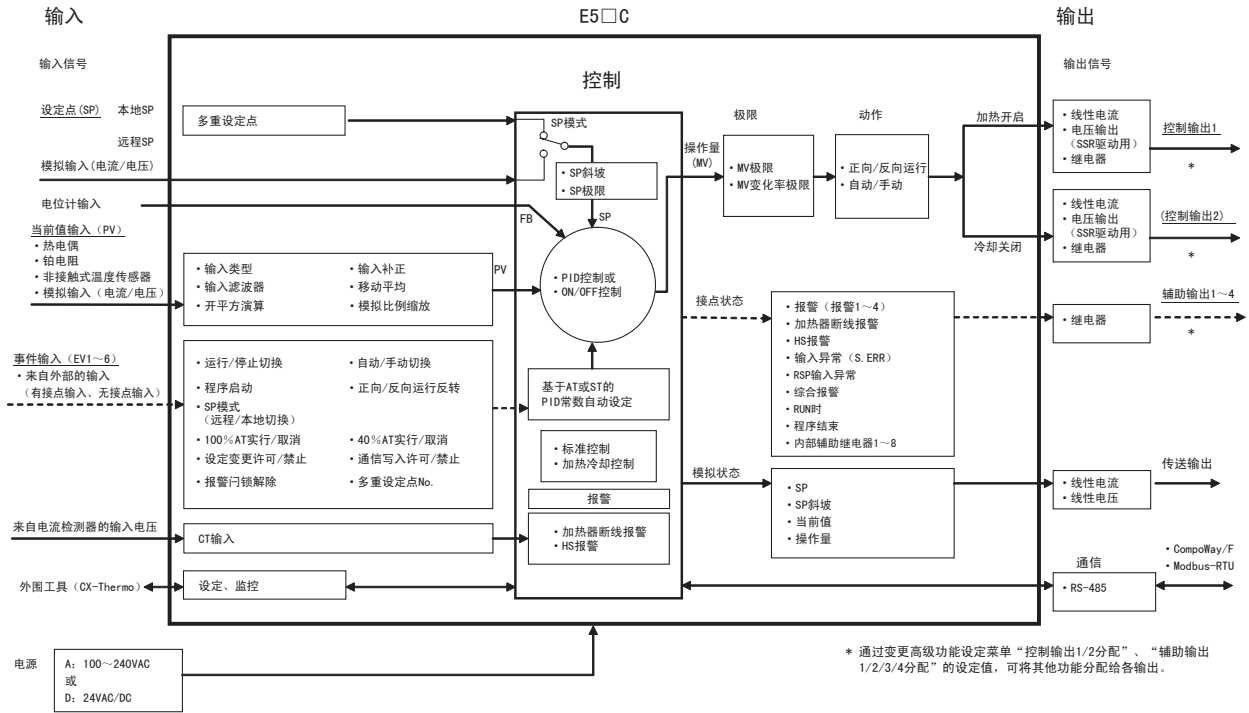 输入
E5□C
输出
输入信号
设定点(SP) 本地SP
远程SP
模拟输入(电流/电压)
电位计输入
当前值输入（PV）
・热电偶
・铂电阻
・非接触式温度传感器
・模拟输入（电流/电压）
事件输入（EV1～6）
・来自外部的输入
（有接点输入、无接点输入）
来自电流检测器的输入电压
外围工具（CX-Thermo）
电源
A: 100～240VAC
或
D: 24VAC/DC
多重设定点
・输入类型 ・输入补正
・输入滤波器 ・移动平均
・开平方演算 ・模拟比例缩放
・运行/停止切换 ・自动/手动切换
・程序启动 ・正向/反向运行反转
・SP模式
（远程/本地切换）
・100％AT实行/取消 ・40％AT实行/取消
・设定变更许可/禁止 ・通信写入许可/禁止
・报警闩锁解除 ・多重设定点No.
CT输入
设定、监控
控制
SP模式
・SP斜坡
・SP极限
FB
SP
PV
・PID控制或
・ON/OFF控制
基于AT或ST的
PID常数自动设定
・标准控制
・加热冷却控制
报警
・加热器断线报警
・HS报警
操作量
(MV)
极限
・MV极限
・MV变化率极限
动作
・正向/反向运行
・自动/手动
加热开启
冷却关闭
接点状态
・报警（报警1～4）
・加热器断线报警
・HS报警
・输入异常（S.ERR）
・RSP输入异常
・综合报警
・RUN时
・程序结束
・内部辅助继电器1～8
模拟状态
・SP
・SP斜坡
・当前值
・操作量
输出信号
・线性电流
・电压输出
（SSR驱动用）
・继电器
控制输出1
*
・线性电流
・电压输出
（SSR驱动用）
・继电器
(控制输出2)
*
・继电器
辅助输出1～4
*
・线性电流
・线性电压
传送输出
通信
・RS-485
・CompoWay/F
・Modbus-RTU
* 通过变更高级功能设定菜单“控制输出1/2分配”、“辅助输出
1/2/3/4分配”的设定值，可将其他功能分配给各输出。